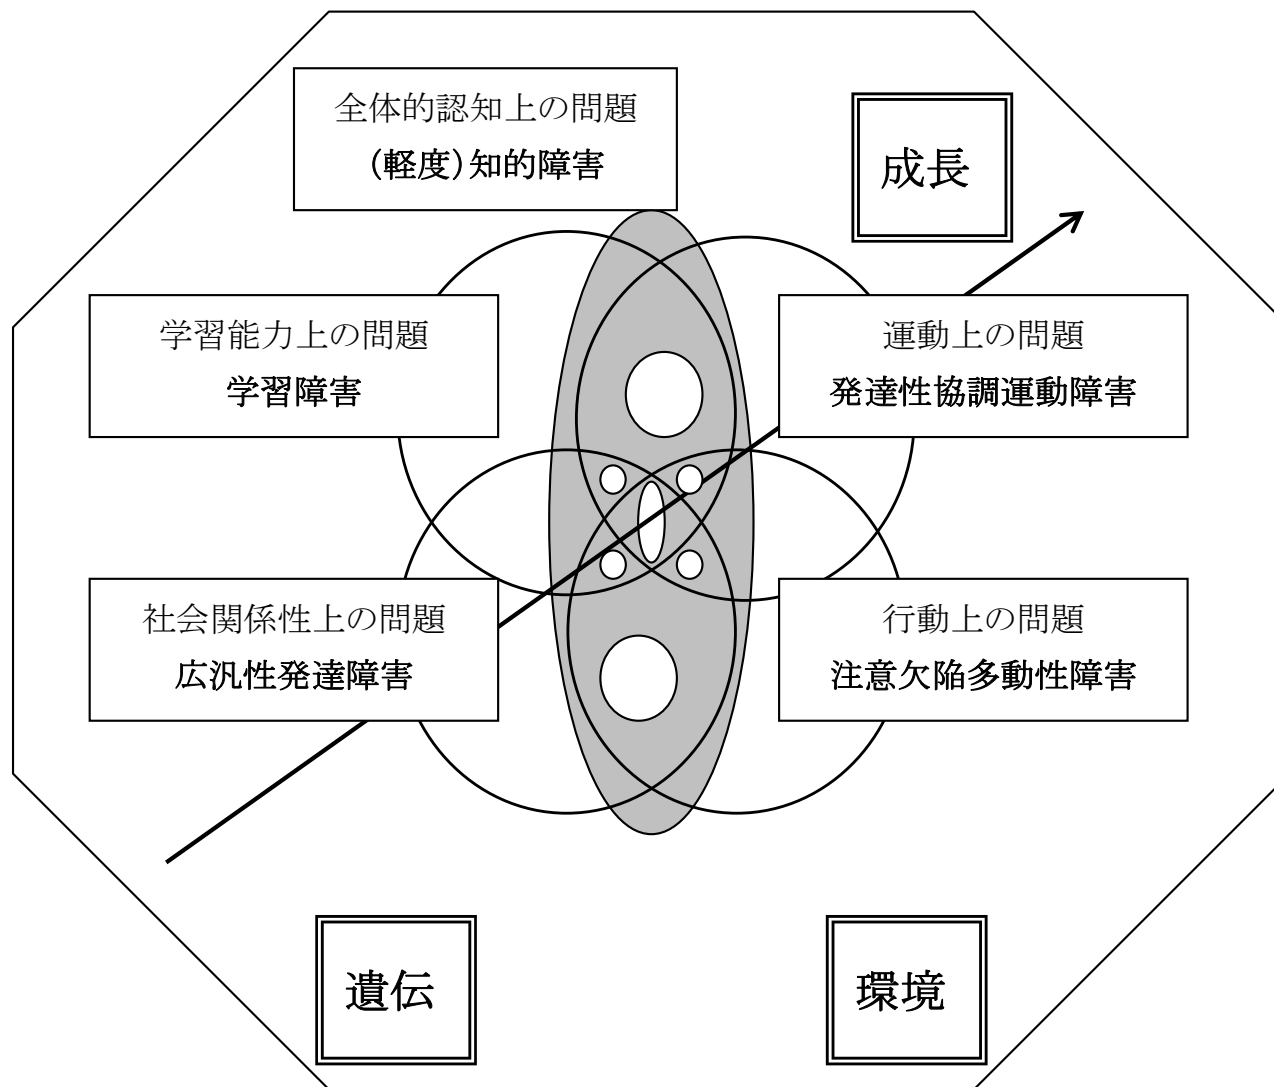 全体的認知上の問題
(軽度)知的障害
成長
学習能力上の問題
学習障害
運動上の問題
発達性協調運動障害
社会関係性上の問題
広汎性発達障害
行動上の問題
注意欠陥多動性障害
遺伝
環境